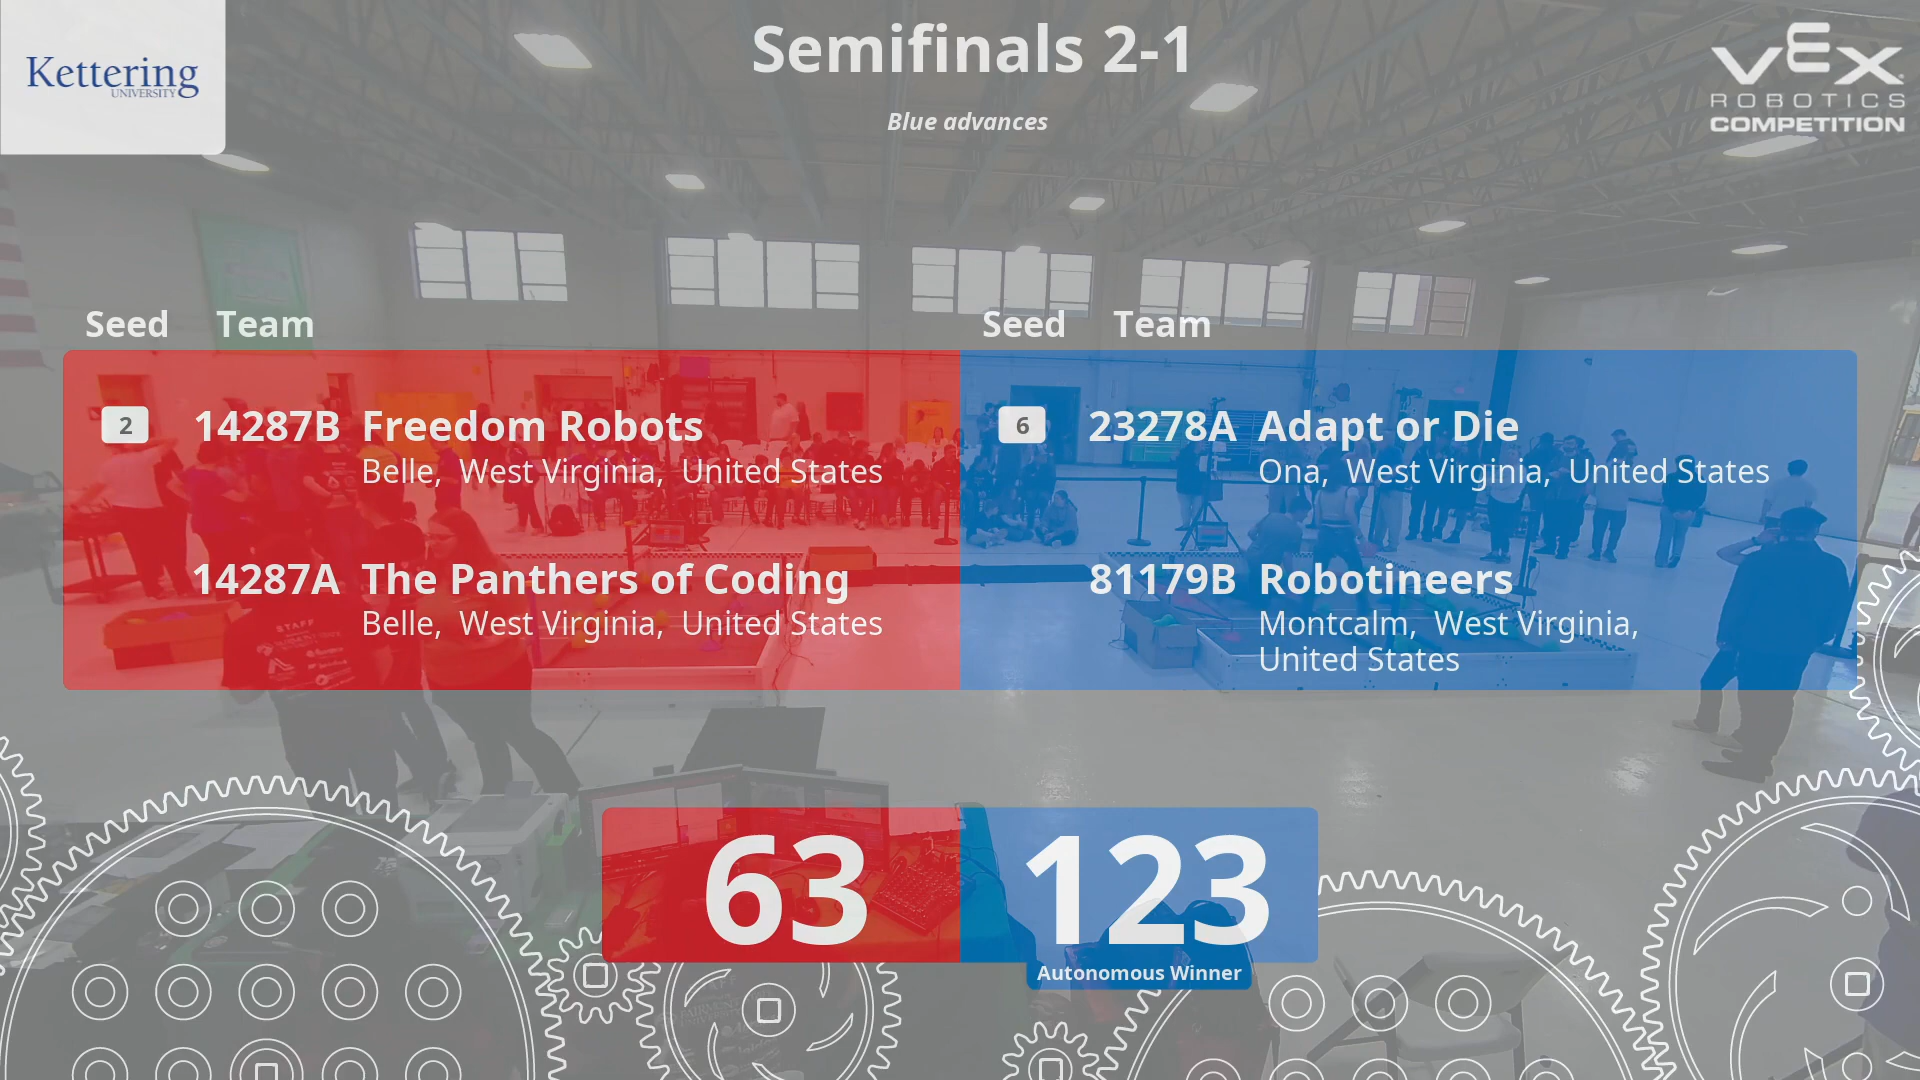 Kettering
UNIVERSITY
Semifinals 2-1
Blue advances
VEX
ROBOTICS
COMPETITION
Seed Team
Seed Team
2 14287B Freedom Robots
Belle, West Virginia, United States
14287A The Panthers of Coding
Belle, West Virginia, United States
6 23278A Adapt or Die
Ona, West Virginia, United States
81179B Robotineers
Montcalm, West Virginia,
United States
STAFF
63
123
Autonomous Winner